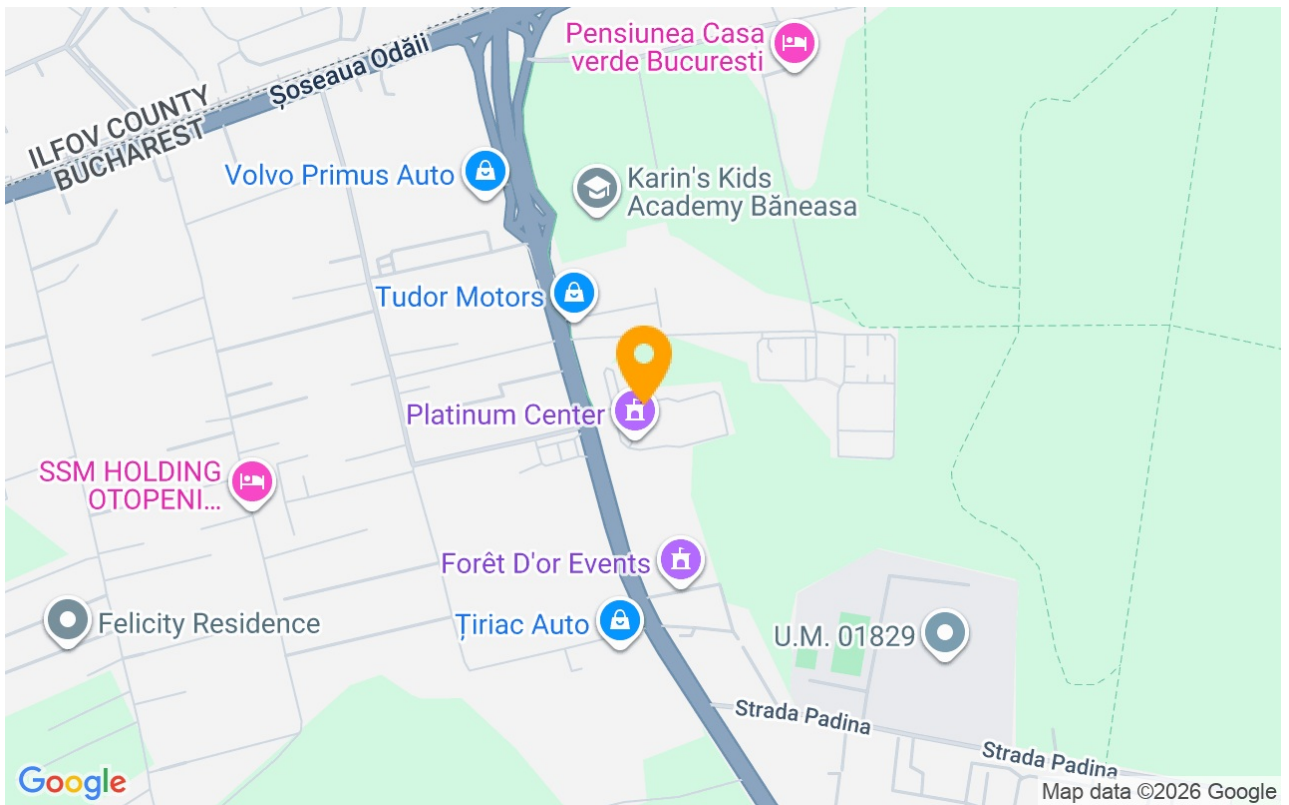 Pensiunea Casa
verde Bucuresti
Șoseaua Odăii
ILFOV COUNTY
BUCHAREST
Volvo Primus Auto
Karin's Kids
Academy Băneasa
Tudor Motors
Platinum Center
SSM HOLDING
OTOPENI...
Forêt D'or Events
Felicity Residence
Țiriac Auto
U.M. 01829
Strada Padina
Strada Padina
Google
Map data ©2026 Google